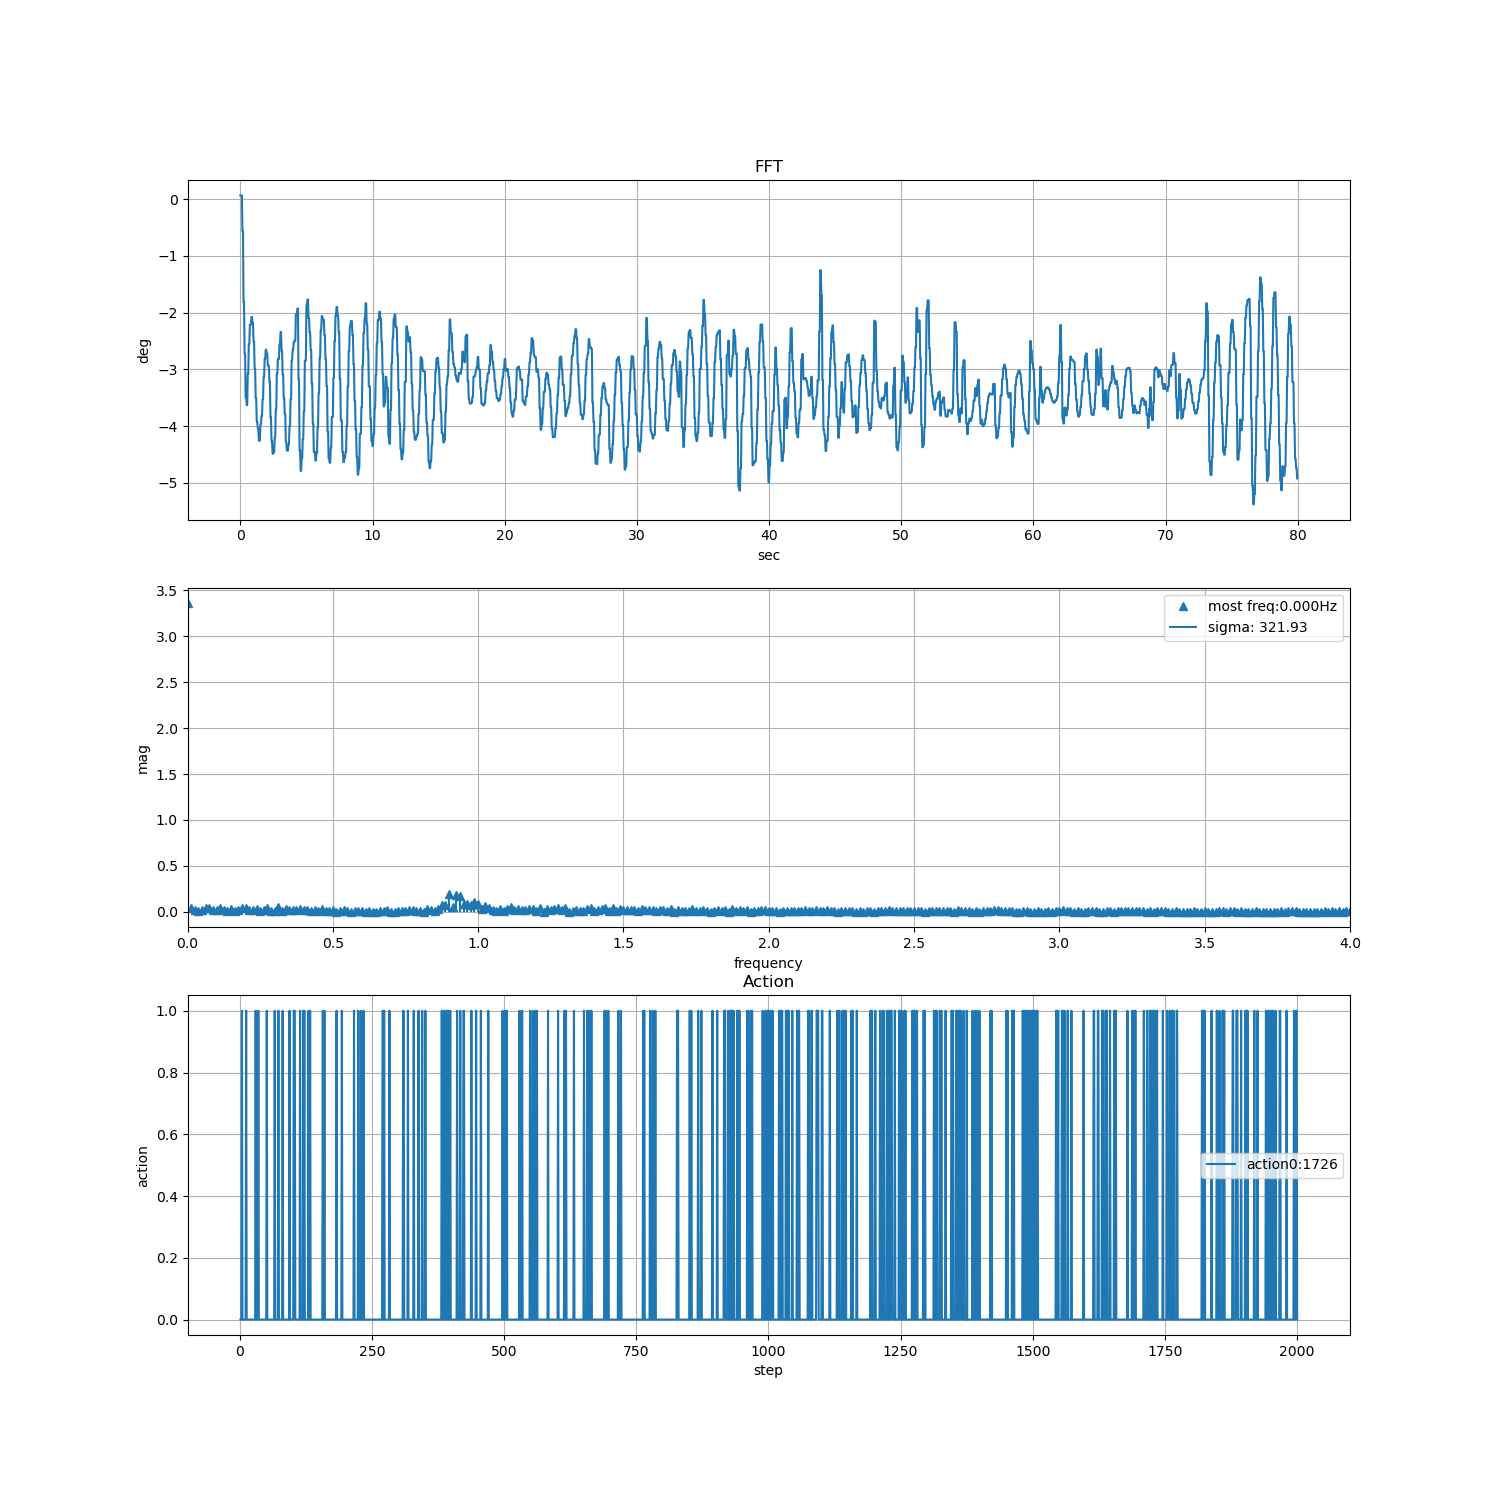 FFT
0
−1
−2
−3
−4
−5
deg
0 10 20 30 40 50 60 70 80
sec
3.5
3.0
2.5
2.0
1.5
1.0
0.5
0.0
mag
most freq:0.000Hz
sigma: 321.93
0.0 0.5 1.0 1.5 2.0 2.5 3.0 3.5 4.0
frequency
Action
1.0
0.8
0.6
0.4
0.2
0.0
action
action0:1726
0 250 500 750 1000 1250 1500 1750 2000
step